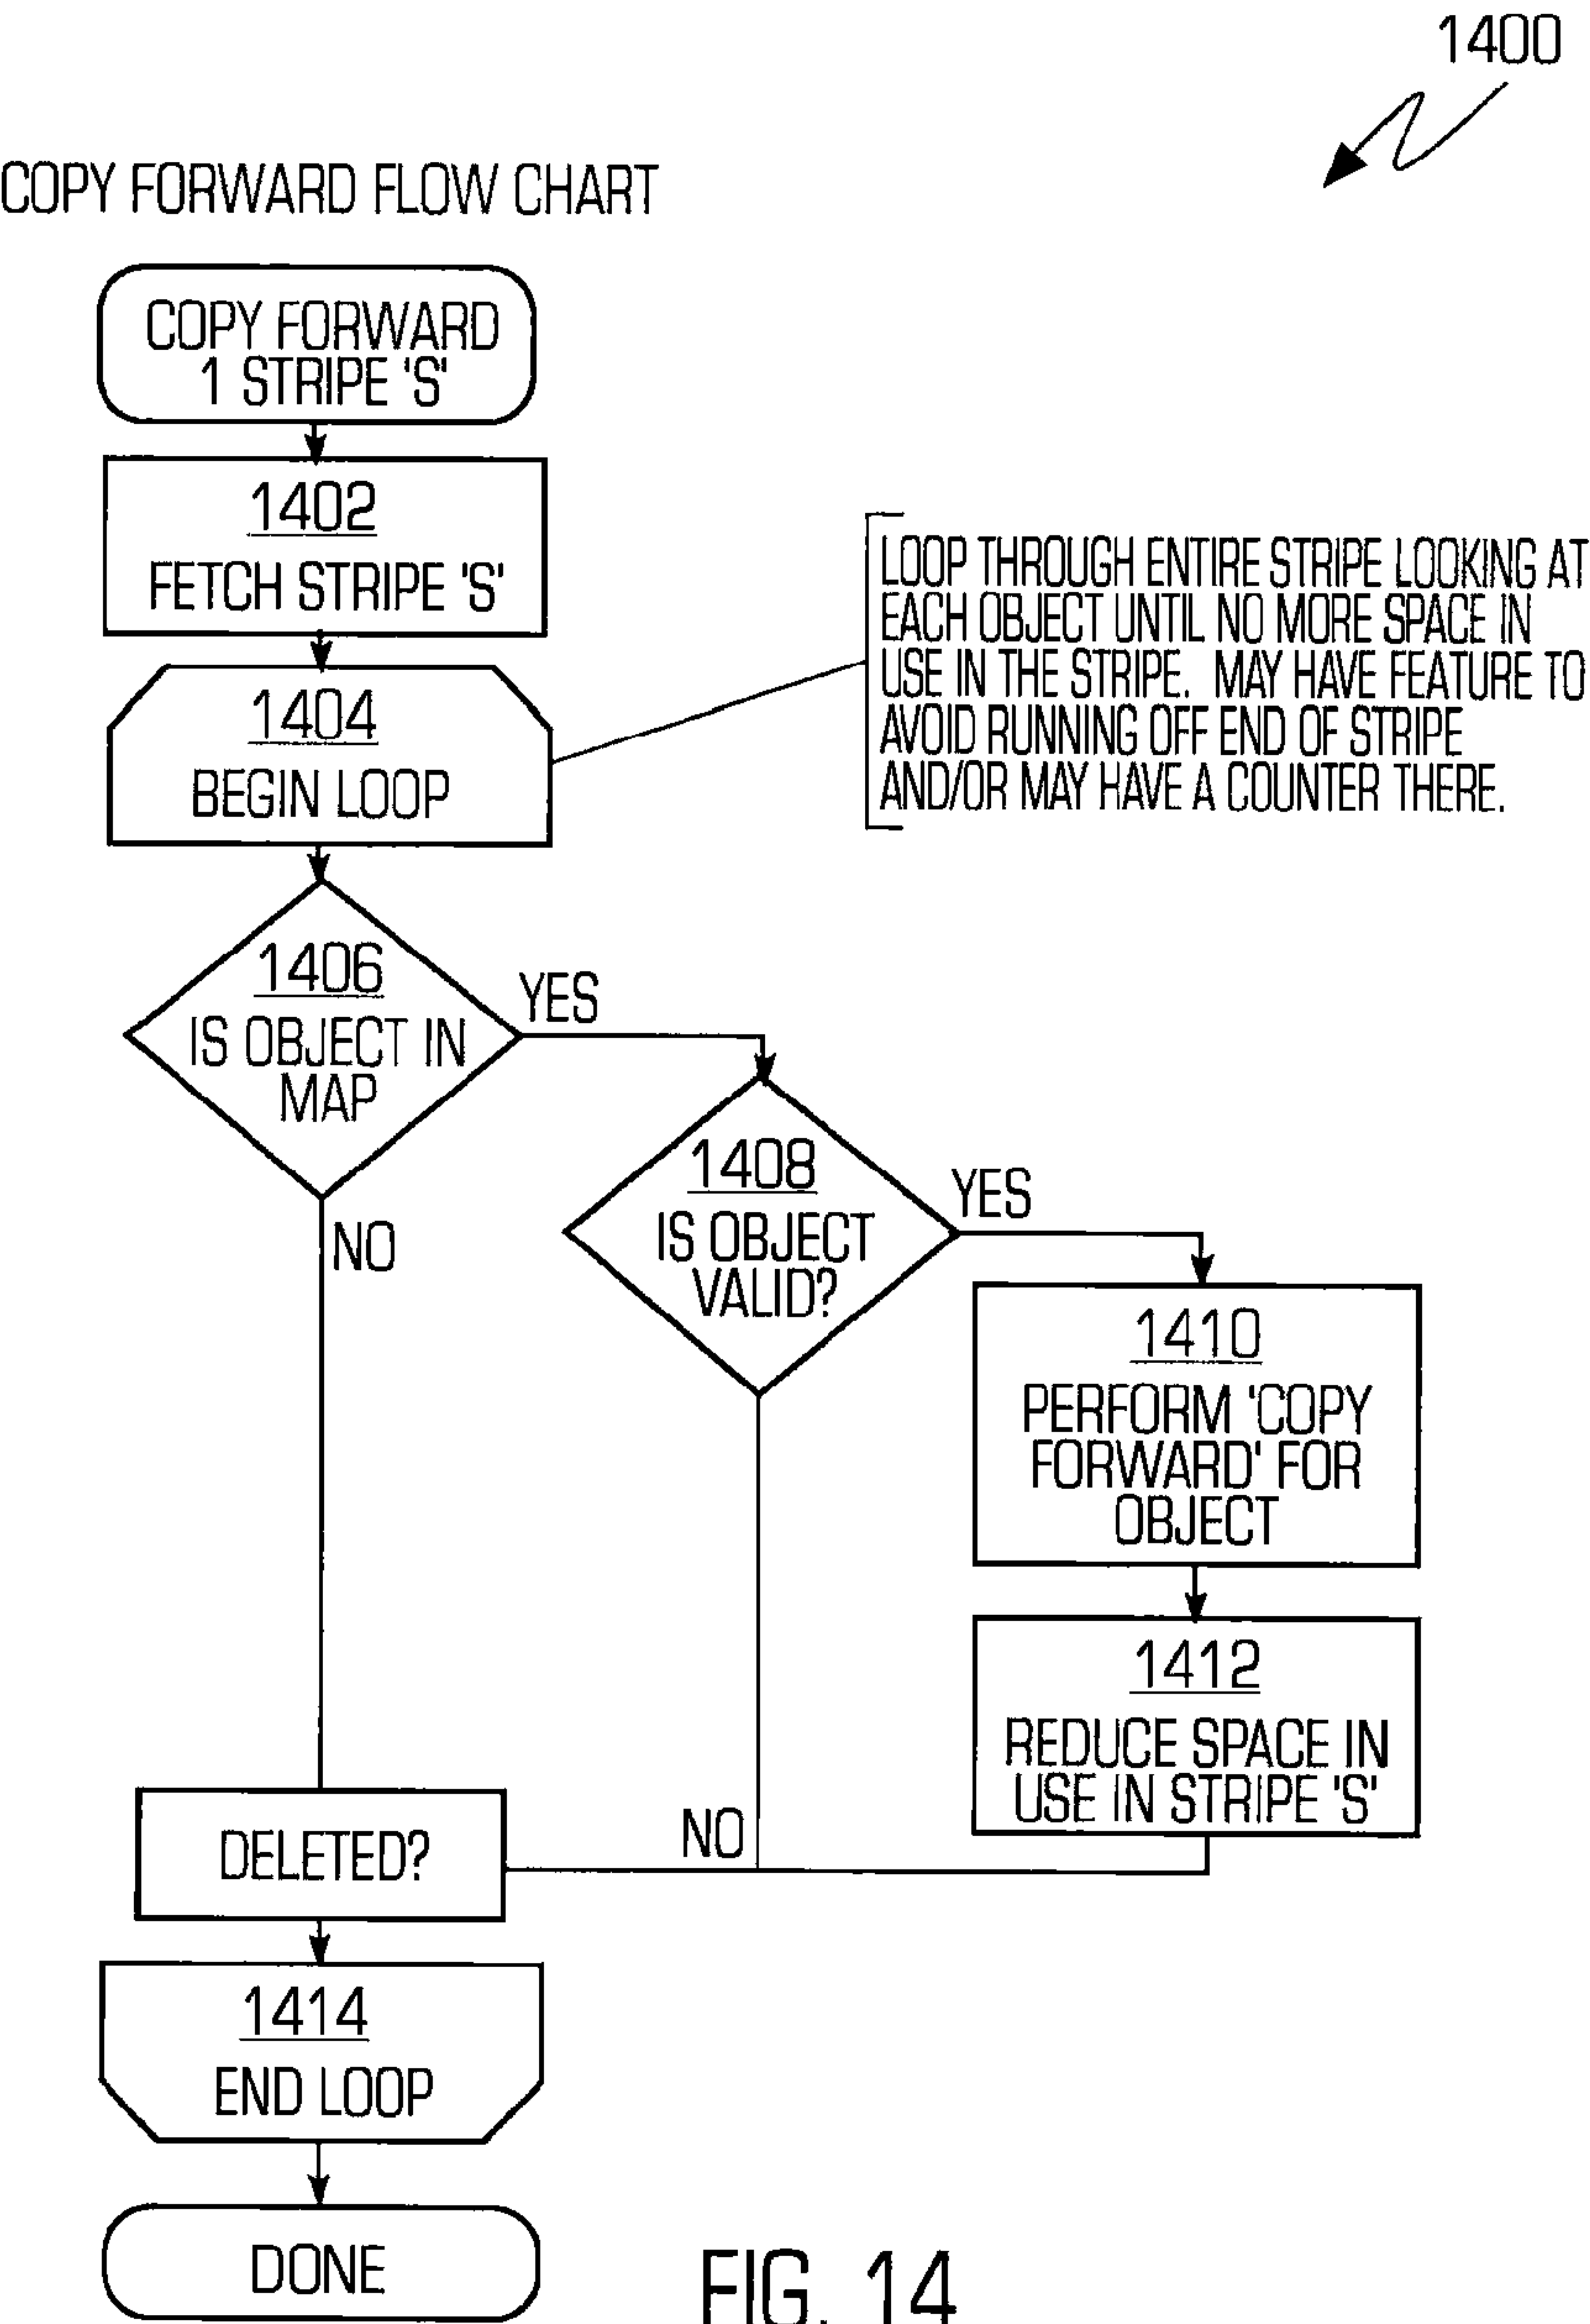 1400
COPY FORWARD FLOW CHART
COPY FORWARD
1 STRIPE 'S'
1402
FETCH STRIPE 'S'
1404
BEGIN LOOP
LOOP THROUGH ENTIRE STRIPE LOOKING AT
EACH OBJECT UNTIL NO MORE SPACE IN
USE IN THE STRIPE. MAY HAVE FEATURE TO
AVOID RUNNING OFF END OF STRIPE
AND/OR MAY HAVE A COUNTER THERE.
1406
IS OBJECT IN
MAP
YES
NO
1408
IS OBJECT
VALID?
YES
NO
1410
PERFORM 'COPY
FORWARD' FOR
OBJECT
1412
REDUCE SPACE IN
USE IN STRIPE 'S'
DELETED?
1414
END LOOP
DONE
FIG. 14